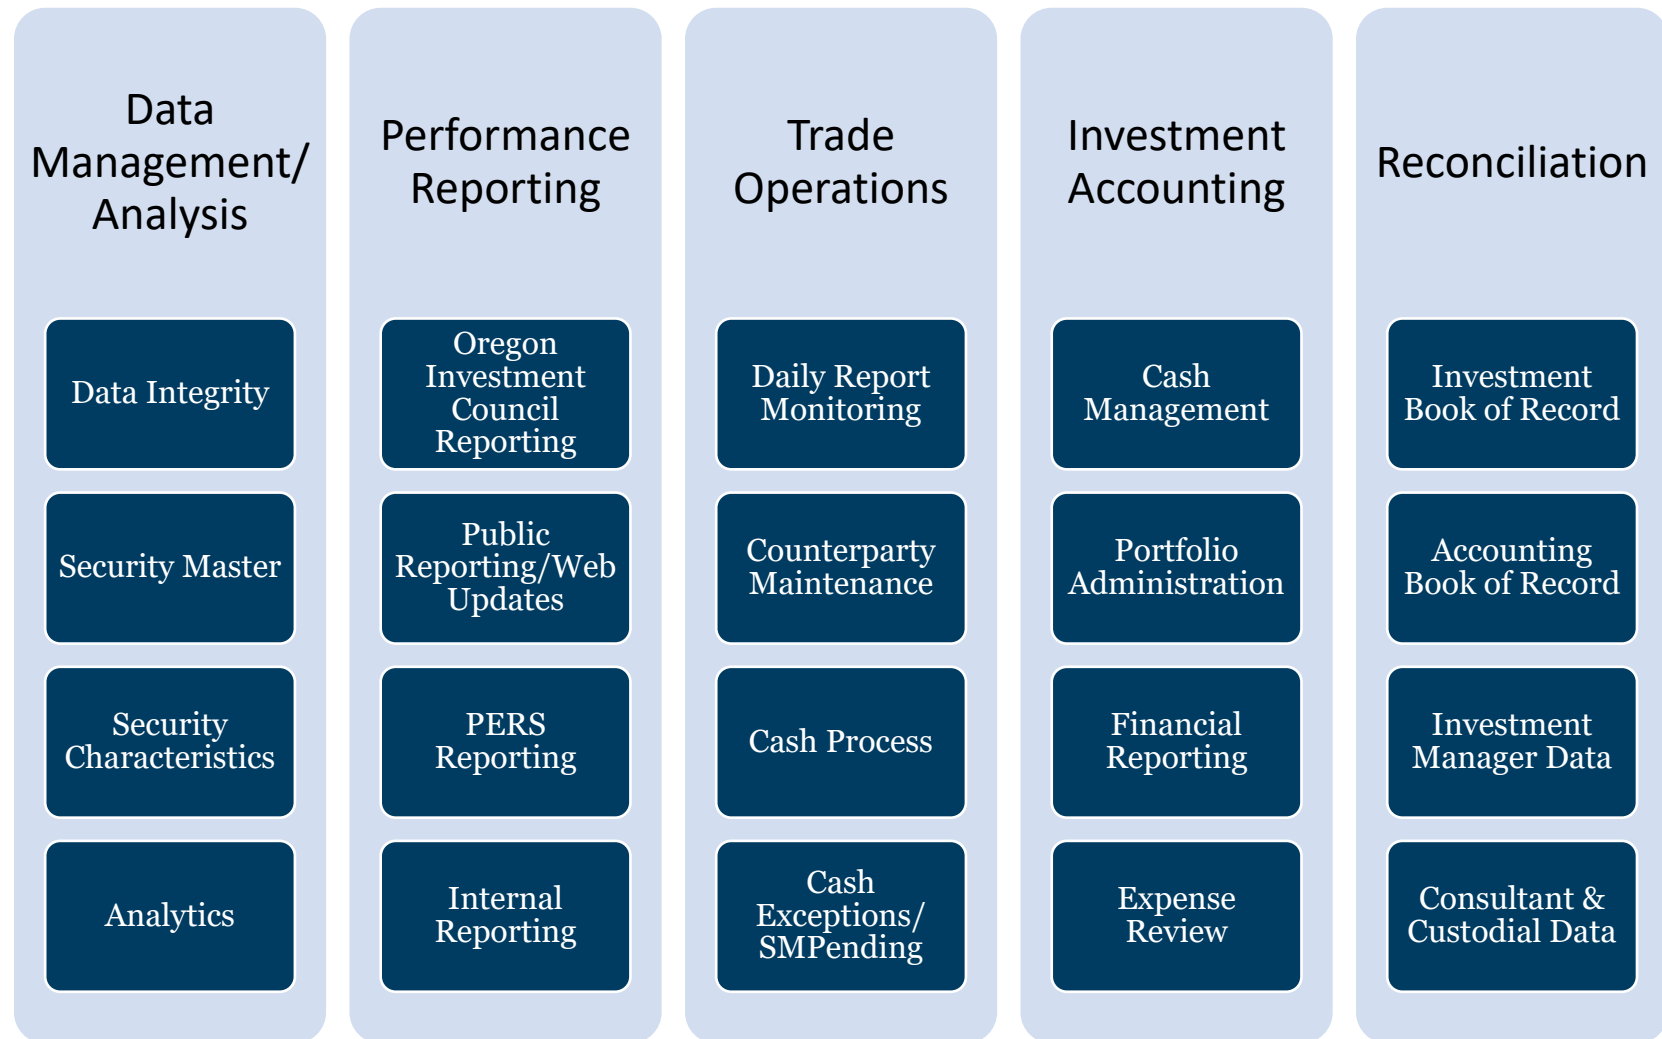 Data
Management/
Analysis
Data Integrity
Security Master
Security
Characteristics
Analytics
Performance
Reporting
Oregon
Investment
Council
Reporting
Public
Reporting/Web
Updates
PERS
Reporting
Internal
Reporting
Trade
Operations
Daily Report
Monitoring
Counterparty
Maintenance
Cash Process
Cash
Exceptions/
SMPending
Investment
Accounting
Cash
Management
Portfolio
Administration
Financial
Reporting
Expense
Review
Reconciliation
Investment
Book of Record
Accounting
Book of Record
Investment
Manager Data
Consultant &
Custodial Data